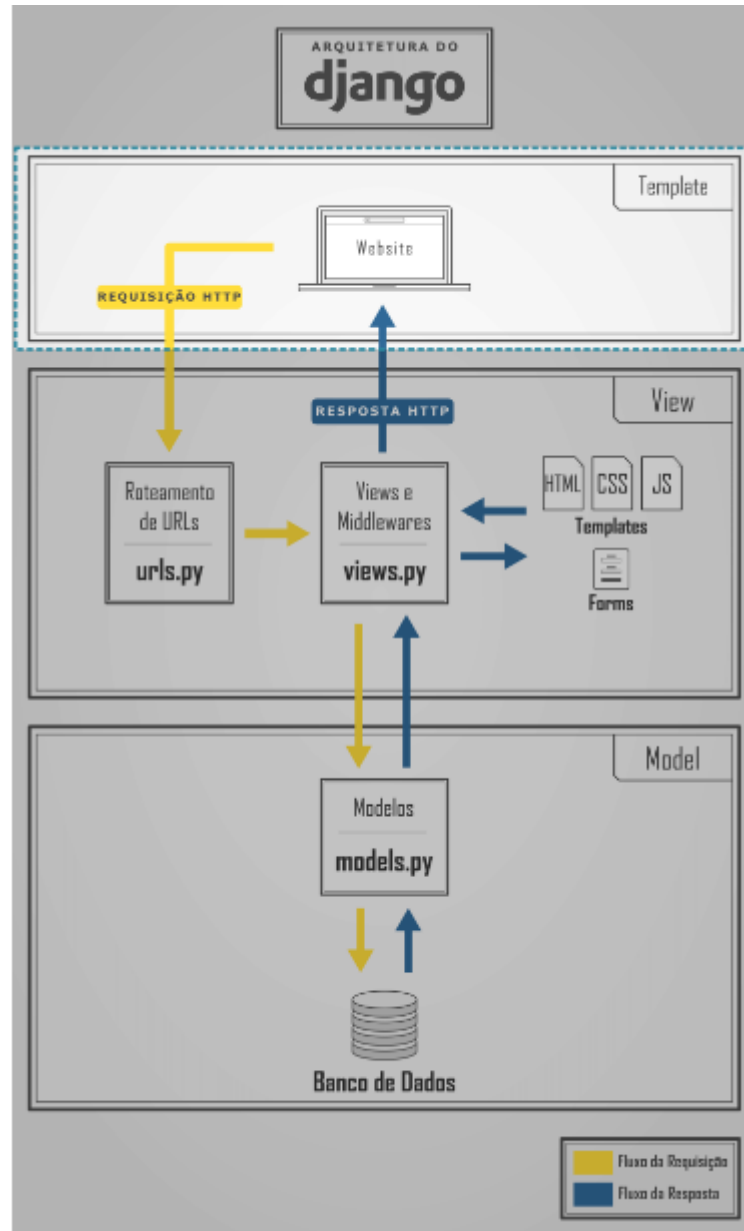 ARQUITETURA DO
django
Template
Website
REQUISIÇÃO HTTP
View
RESPOSTA HTTP
Roteamento
de URLs
urls.py
Views e
Middlewares
views.py
HTML CSS JS
Templates
Forms
Model
Modelos
models.py
Banco de Dados
Fluxo da Requisição
Fluxo da Resposta